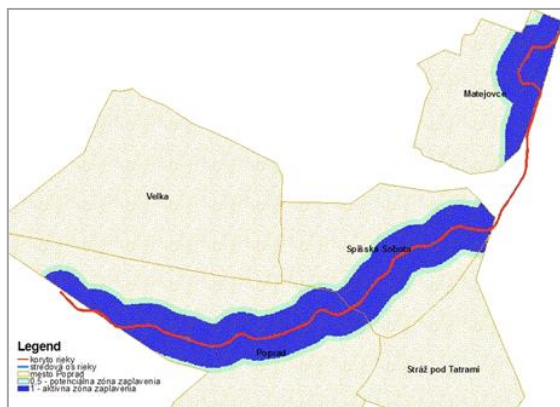 Matejovce
Velka
Spišska Sobota
Poprad
Stráž pod Tatrami
Legend
koryto rieky
stredová os rieky
mesto Poprad
0,5 - potenciálna zóna zaplavenia
1 - aktívna zóna zaplavenia